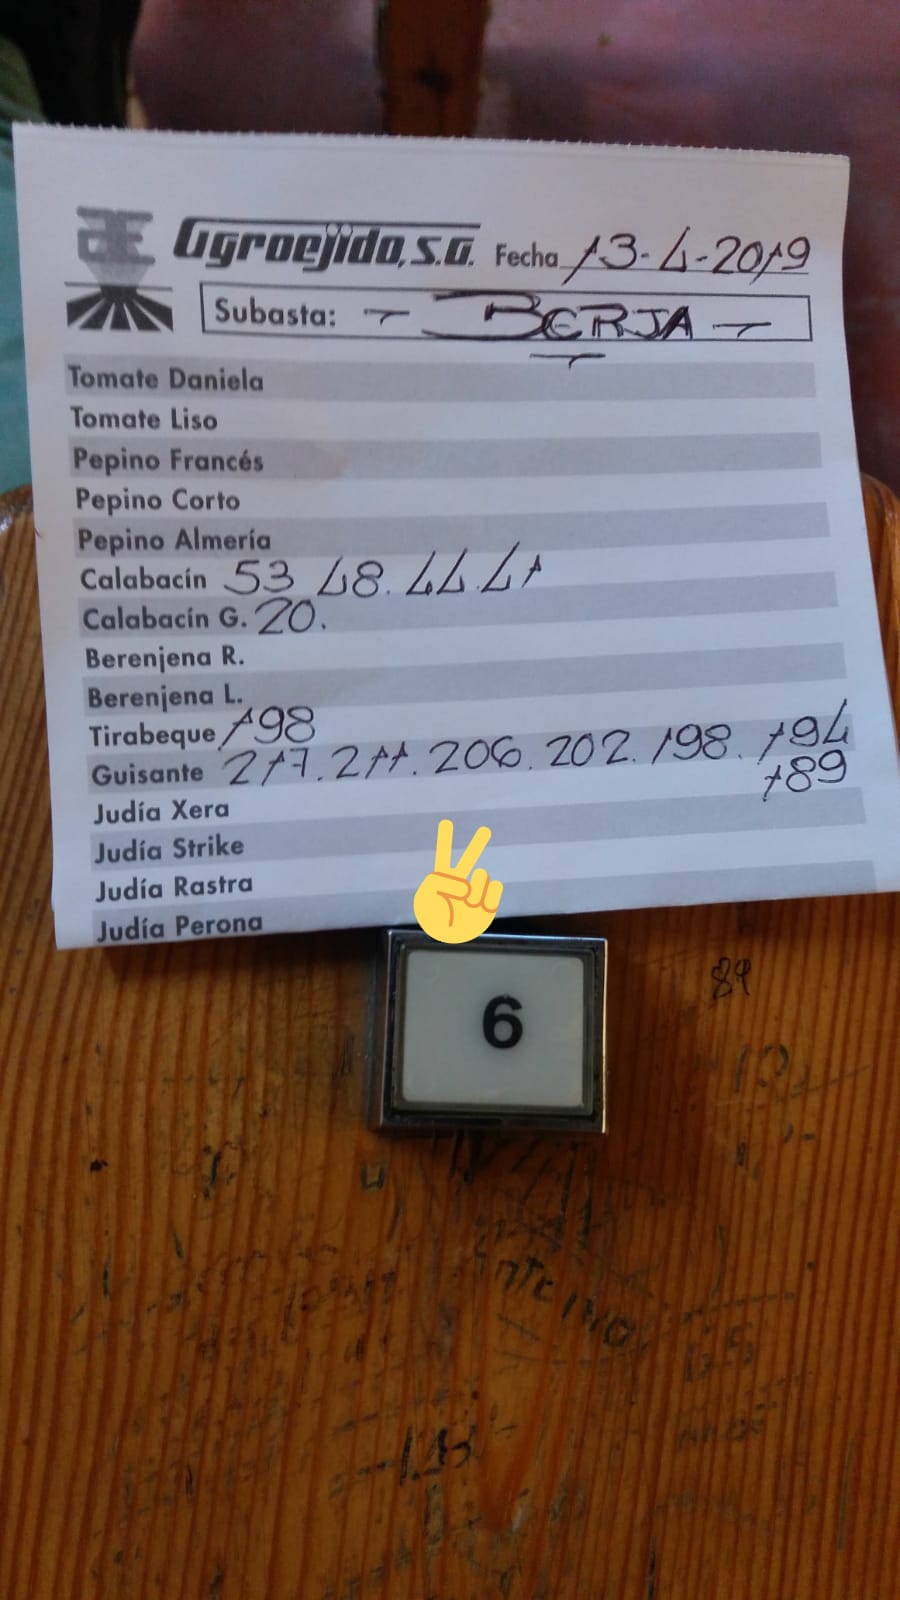 Agroejido, S.A. Fecha 13-4-2019
Subasta: - BERJA -
Tomate Daniela
Tomate Liso
Pepino Francés
Pepino Corto
Pepino Almería
Calabacín 53 48. 44. 41
Calabacín G. 20.
Berenjena R.
Berenjena L.
Tirabeque 198
Guisante 217. 211. 206. 202. 198. 194
189
Judía Xera
Judía Strike
Judía Rastra
Judía Perona
6